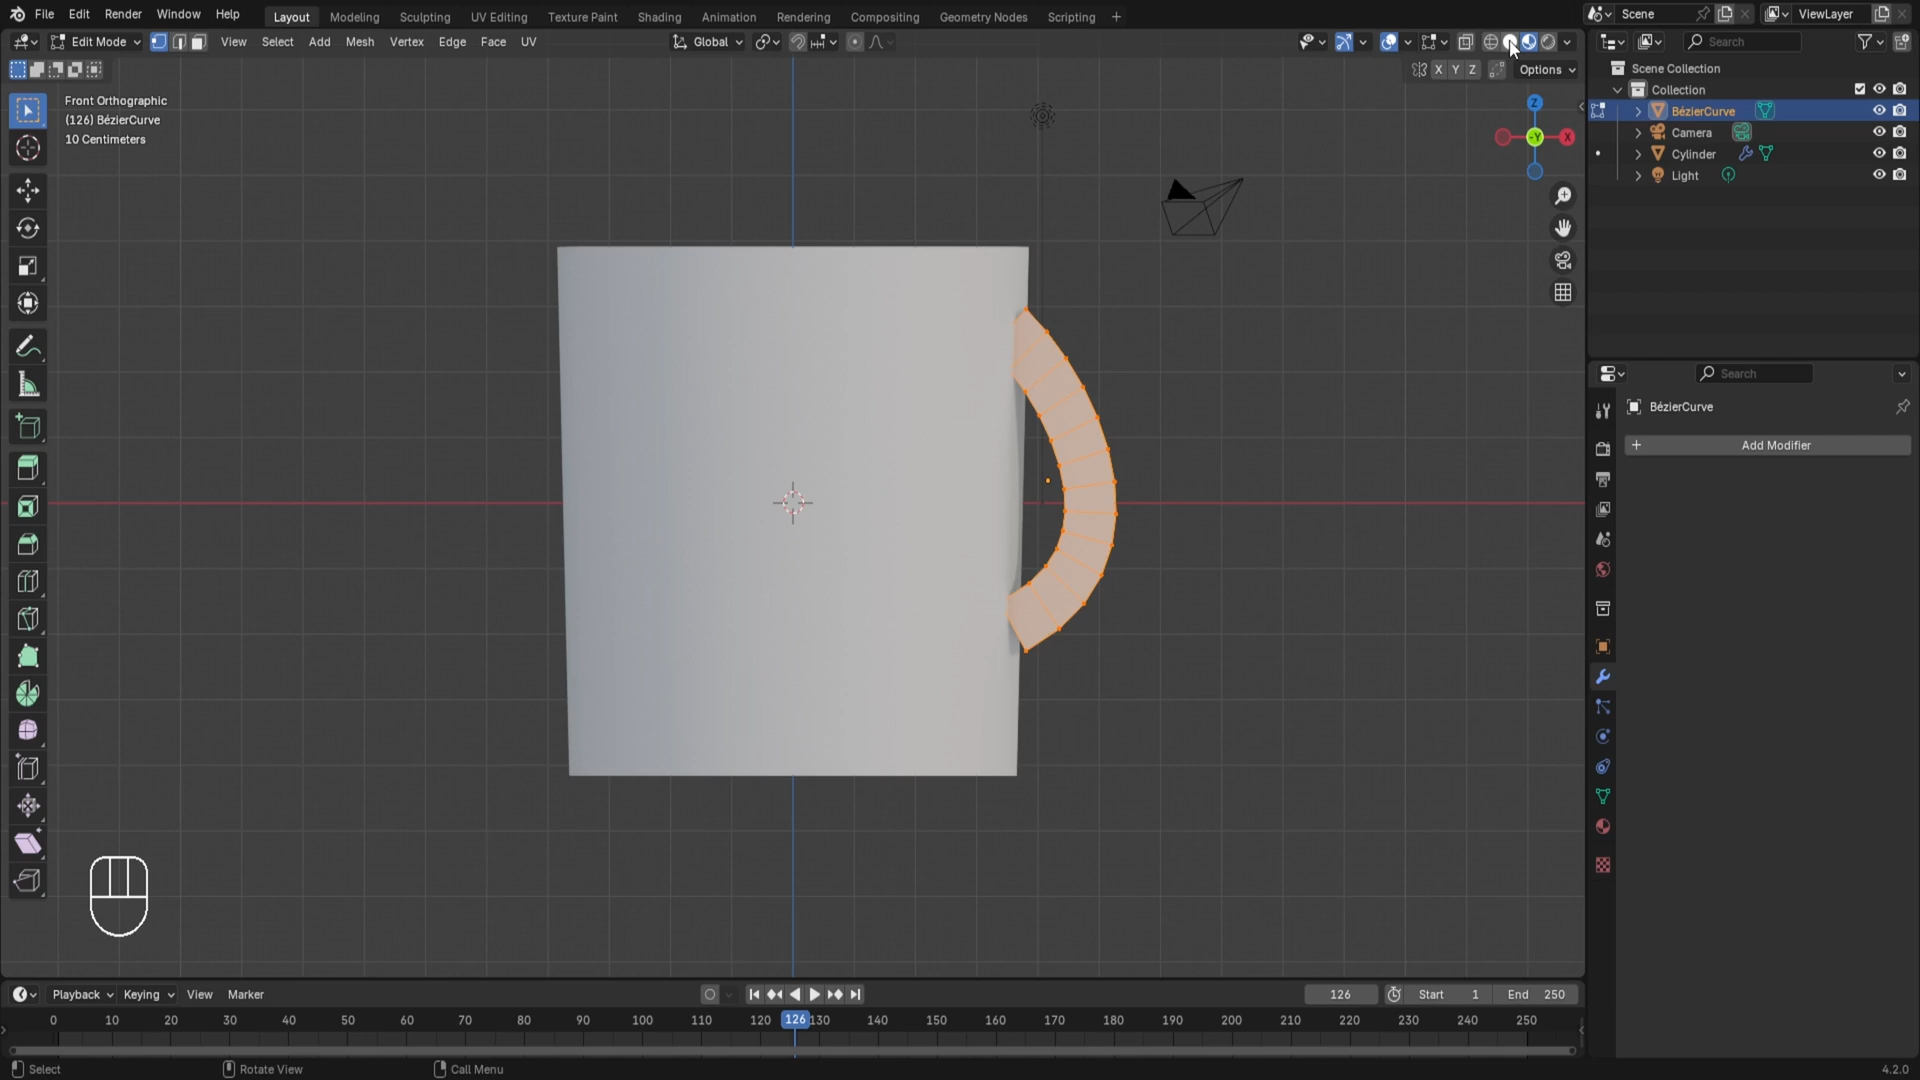 File Edit Render Window Help Layout Modeling Sculpting UV Editing Texture Paint Shading Animation Rendering Compositing Geometry Nodes Scripting + Scene ViewLayer
Edit Mode View Select Add Mesh Vertex Edge Face UV Global Search
X Y Z Options
Front Orthographic
(126) BézierCurve
10 Centimeters
Z
-Y
X
Scene Collection
Collection
BézierCurve
Camera
Cylinder
Light
Search
BézierCurve
+ Add Modifier
Playback Keying View Marker 126 Start 1 End 250
0 10 20 30 40 50 60 70 80 90 100 110 120 126 130 140 150 160 170 180 190 200 210 220 230 240 250
Select Rotate View Call Menu 4.2.0